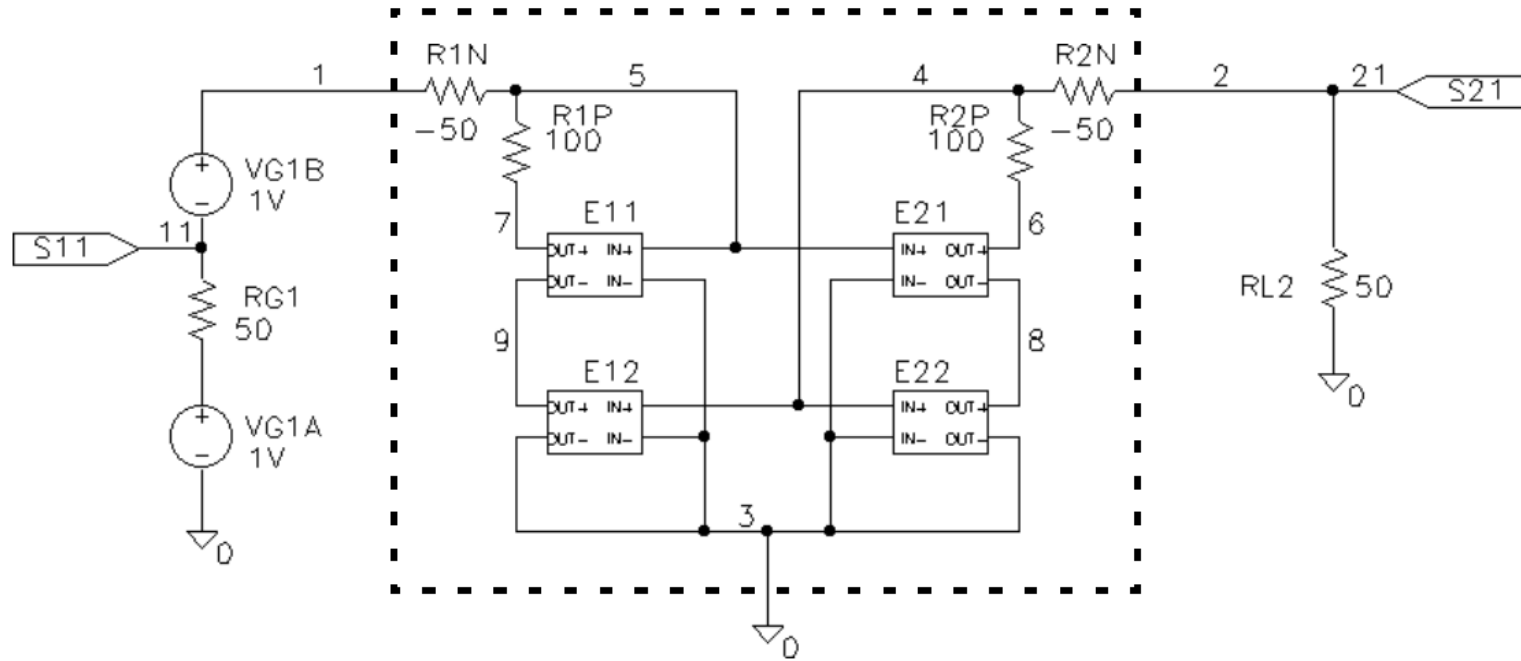 R1N
R2N
1
5
4
2
21
S21
-50
R1P
100
R2P
100
-50
VG1B
1V
S11
11
7
E11
E21
6
OUT+ IN+
IN+ OUT+
OUT- IN-
IN- OUT-
RG1
50
RL2
50
9
8
E12
E22
0
OUT+ IN+
IN+ OUT+
VG1A
1V
OUT- IN-
IN- OUT-
3
0
0